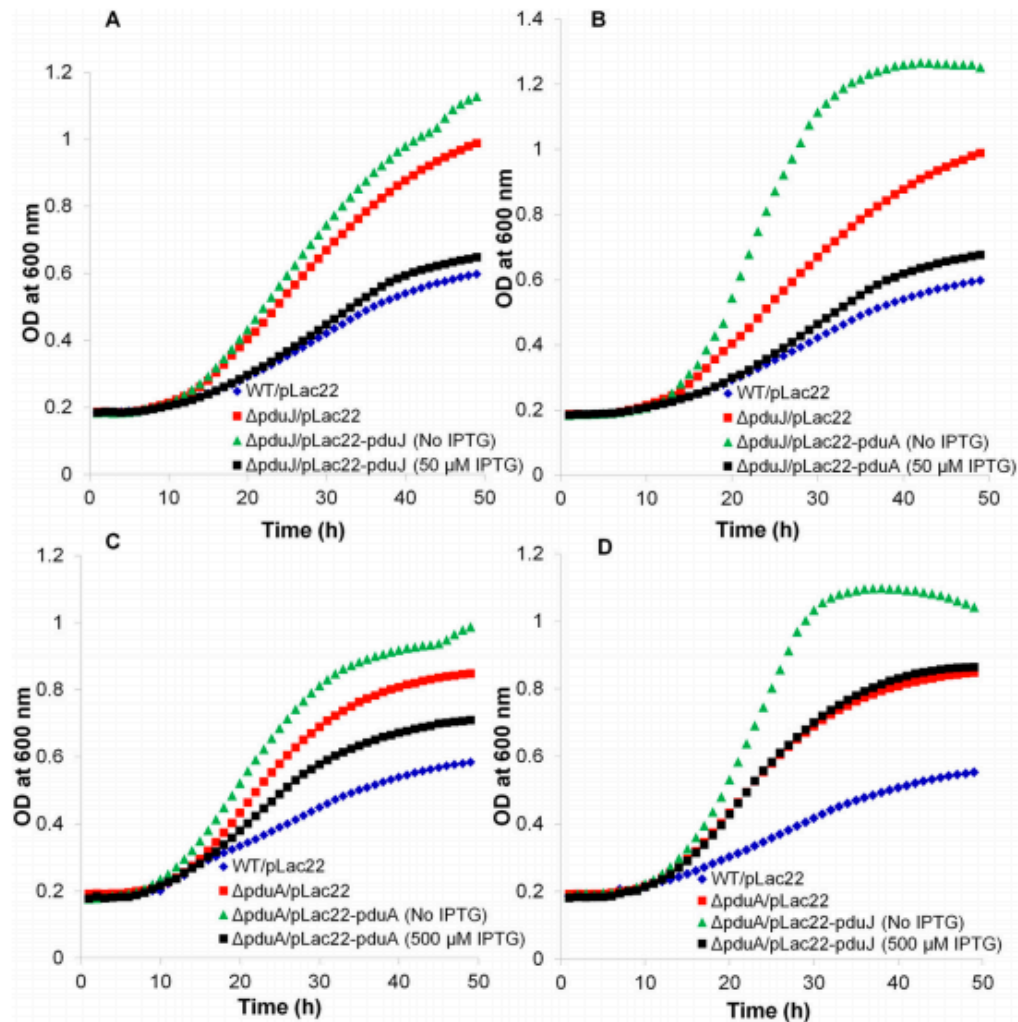 A
OD at 600 nm
1.2
1
0.8
0.6
0.4
0.2
0
0 10 20 30 40 50
Time (h)
WT/pLac22
ΔpduJ/pLac22
ΔpduJ/pLac22-pduJ (No IPTG)
ΔpduJ/pLac22-pduJ (50 µM IPTG)
B
OD at 600 nm
1.4
1.2
1
0.8
0.6
0.4
0.2
0
0 10 20 30 40 50
Time (h)
WT/pLac22
ΔpduJ/pLac22
ΔpduJ/pLac22-pduA (No IPTG)
ΔpduJ/pLac22-pduA (50 µM IPTG)
C
OD at 600 nm
1.2
1
0.8
0.6
0.4
0.2
0
0 10 20 30 40 50
Time (h)
WT/pLac22
ΔpduA/pLac22
ΔpduA/pLac22-pduA (No IPTG)
ΔpduA/pLac22-pduA (500 µM IPTG)
D
OD at 600 nm
1.2
1
0.8
0.6
0.4
0.2
0
0 10 20 30 40 50
Time (h)
WT/pLac22
ΔpduA/pLac22
ΔpduA/pLac22-pduJ (No IPTG)
ΔpduA/pLac22-pduJ (500 µM IPTG)